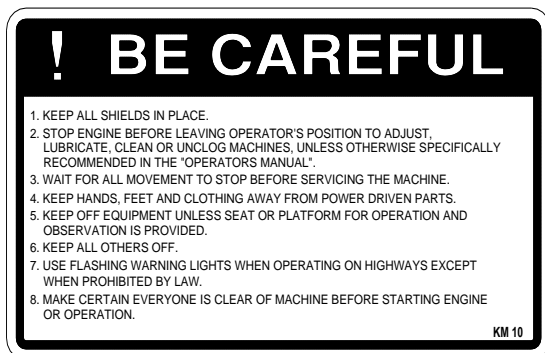 ! BE CAREFUL
1. KEEP ALL SHIELDS IN PLACE.
2. STOP ENGINE BEFORE LEAVING OPERATOR'S POSITION TO ADJUST,
LUBRICATE, CLEAN OR UNCLOG MACHINES, UNLESS OTHERWISE SPECIFICALLY
RECOMMENDED IN THE "OPERATORS MANUAL".
3. WAIT FOR ALL MOVEMENT TO STOP BEFORE SERVICING THE MACHINE.
4. KEEP HANDS, FEET AND CLOTHING AWAY FROM POWER DRIVEN PARTS.
5. KEEP OFF EQUIPMENT UNLESS SEAT OR PLATFORM FOR OPERATION AND
OBSERVATION IS PROVIDED.
6. KEEP ALL OTHERS OFF.
7. USE FLASHING WARNING LIGHTS WHEN OPERATING ON HIGHWAYS EXCEPT
WHEN PROHIBITED BY LAW.
8. MAKE CERTAIN EVERYONE IS CLEAR OF MACHINE BEFORE STARTING ENGINE
OR OPERATION.
KM 10